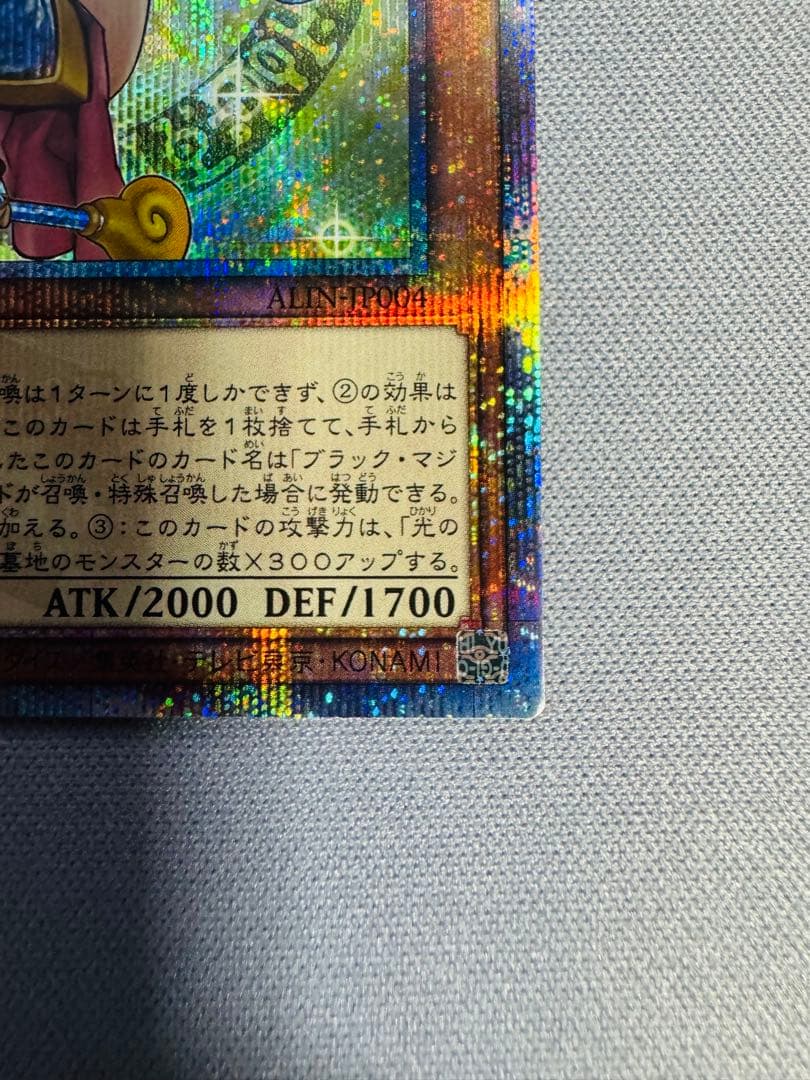 ALIN-JP004
喚は1ターンに1度しかできず、②の効果は
このカードは手札を1枚捨てて、手札から
したこのカードのカード名は「ブラック・マジ
ドが召喚・特殊召喚した場合に発動できる。
加える。③:このカードの攻撃力は、「光の
墓地のモンスターの数×300アップする。
ATK/2000 DEF/1700
集英社・テレビ東京・KONAMI